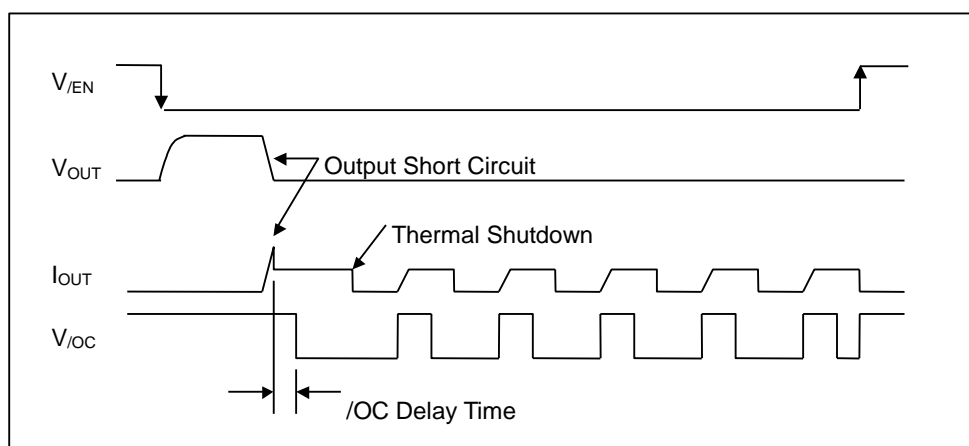 V/EN
VOUT
Output Short Circuit
Thermal Shutdown
IOUT
V/OC
/OC Delay Time